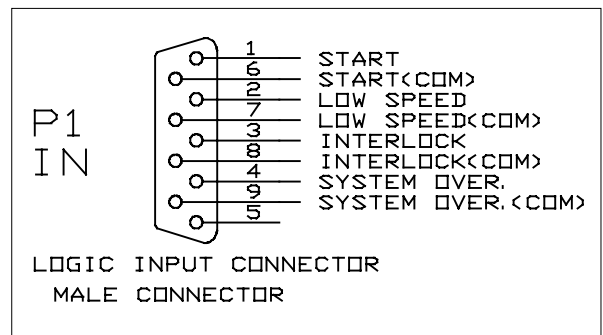 1 START
6 START(COM)
2 LOW SPEED
7 LOW SPEED(COM)
3 INTERLOCK
8 INTERLOCK(COM)
4 SYSTEM OVER.
9 SYSTEM OVER.(COM)
5
P1
IN
LOGIC INPUT CONNECTOR
MALE CONNECTOR